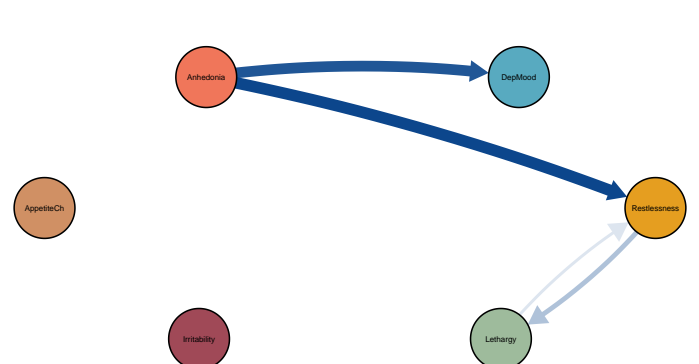 Anhedonia
DepMood
AppetiteCh
Restlessness
Irritability
Lethargy